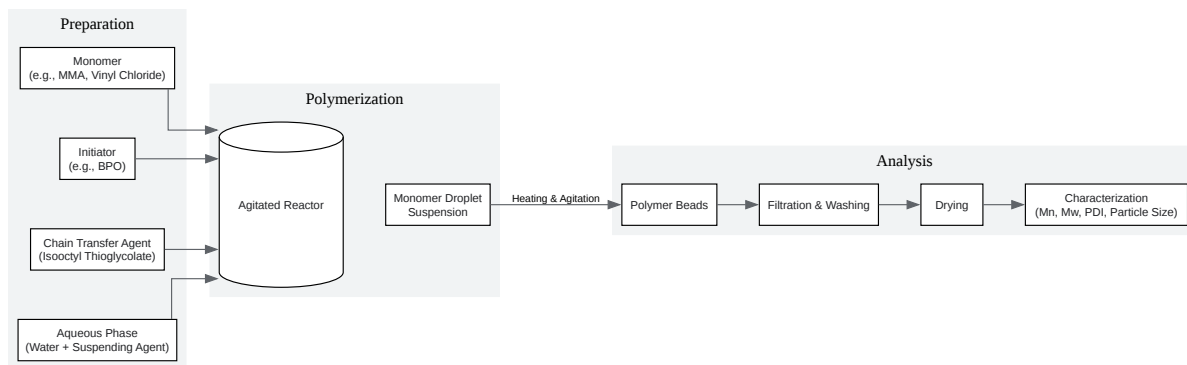 Preparation
Monomer
(e.g., MMA, Vinyl Chloride)
Initiator
(e.g., BPO)
Chain Transfer Agent
(Isooctyl Thioglycolate)
Aqueous Phase
(Water + Suspending Agent)
Polymerization
Agitated Reactor
Monomer Droplet
Suspension
Heating & Agitation
Analysis
Polymer Beads
Filtration & Washing
Drying
Characterization
(Mn, Mw, PDI, Particle Size)